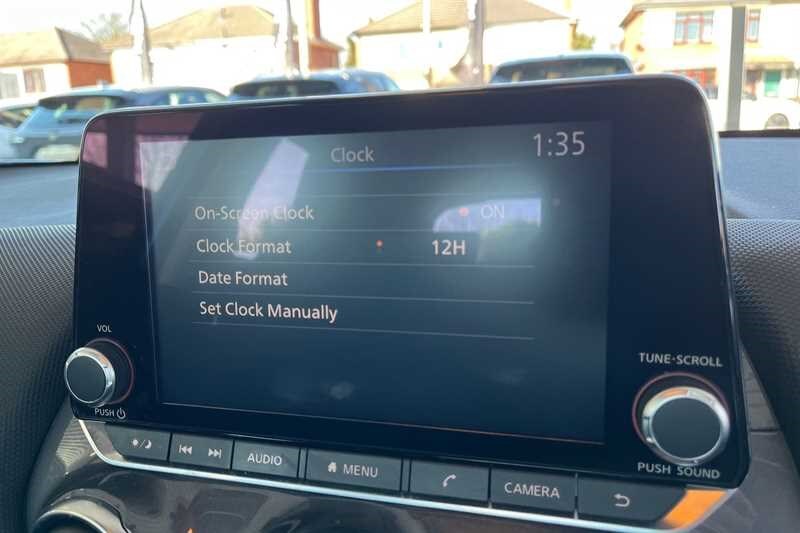 Clock
1:35
On-Screen Clock ON
Clock Format 12H
Date Format
Set Clock Manually
VOL
PUSH
TUNE·SCROLL
PUSH SOUND
AUDIO
MENU
CAMERA